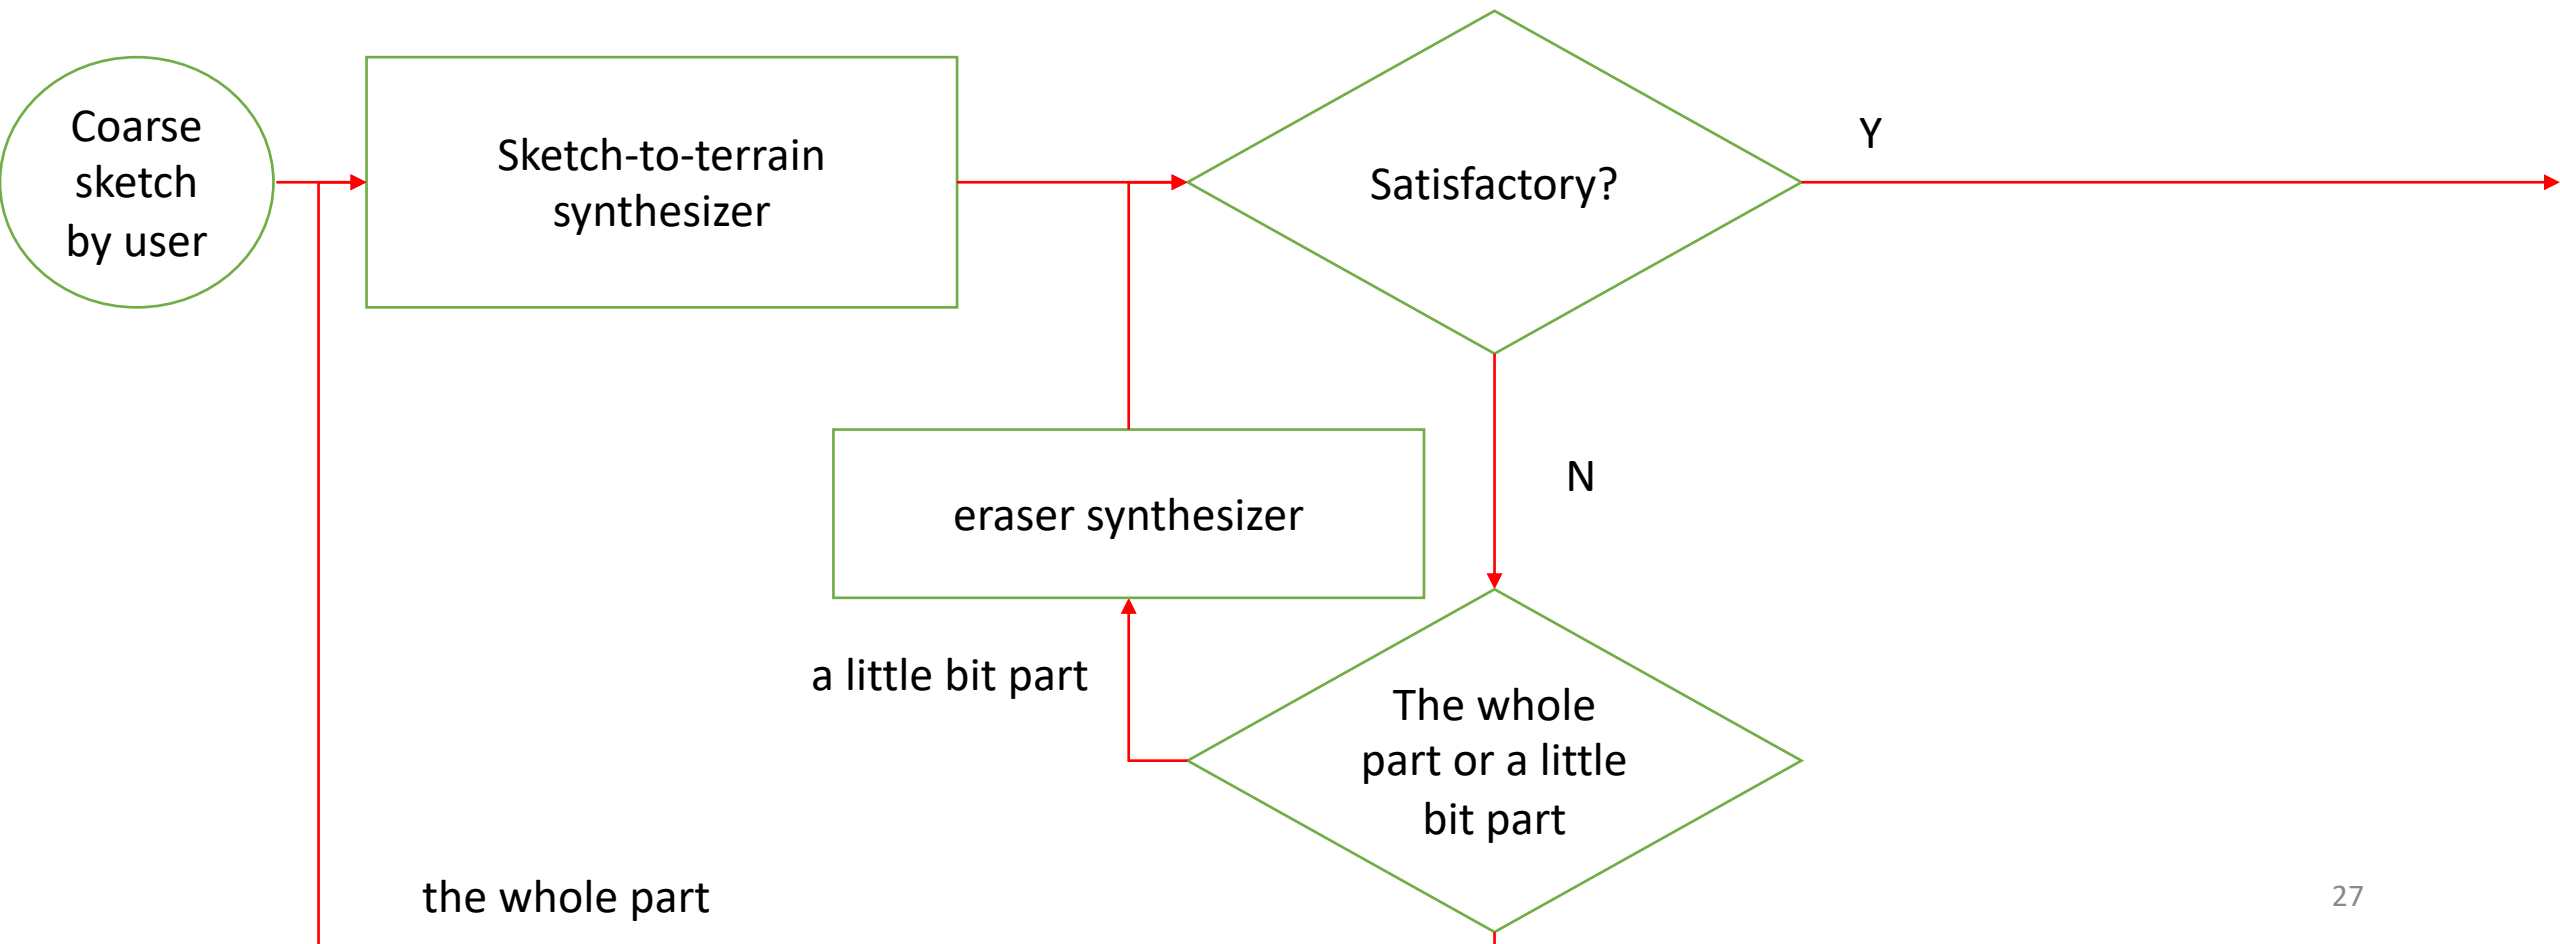 Coarse
sketch
by user
Sketch-to-terrain
synthesizer
Satisfactory?
Y
N
eraser synthesizer
a little bit part
The whole
part or a little
bit part
the whole part
27